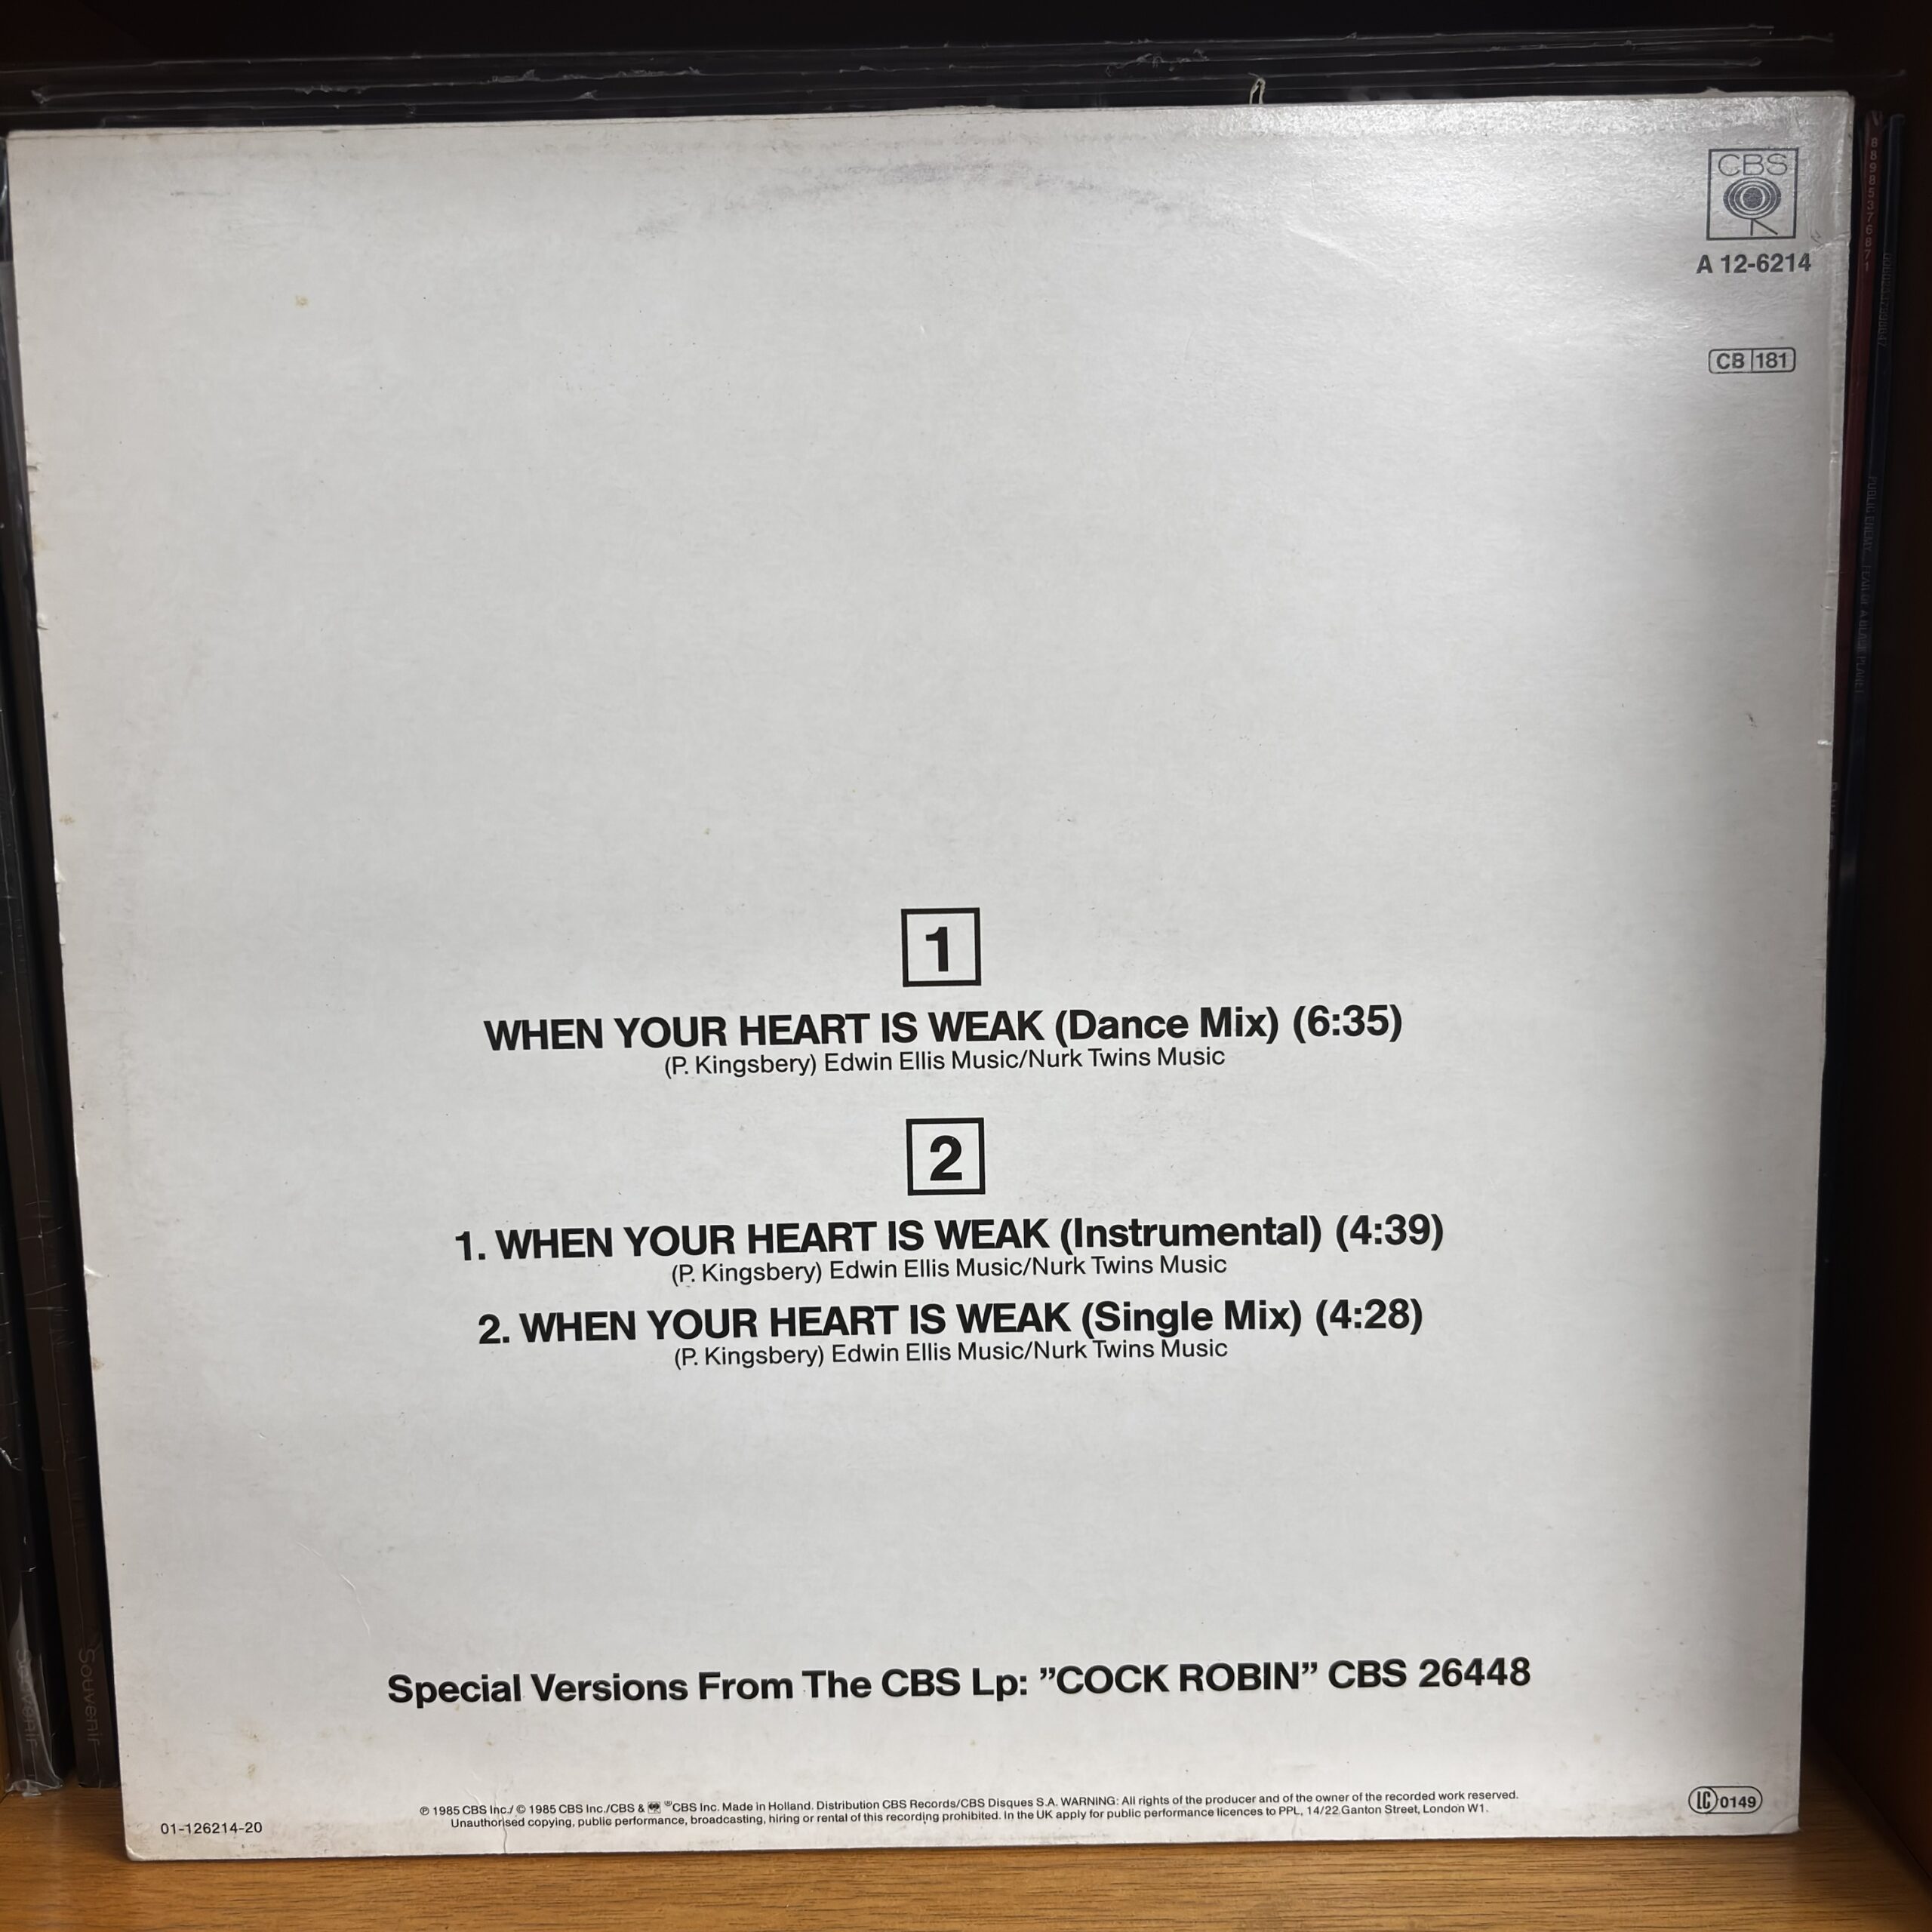 CBS
A 12-6214
CB 181
1
WHEN YOUR HEART IS WEAK (Dance Mix) (6:35)
(P. Kingsbery) Edwin Ellis Music/Nurk Twins Music
2
1. WHEN YOUR HEART IS WEAK (Instrumental) (4:39)
(P. Kingsbery) Edwin Ellis Music/Nurk Twins Music
2. WHEN YOUR HEART IS WEAK (Single Mix) (4:28)
(P. Kingsbery) Edwin Ellis Music/Nurk Twins Music
Special Versions From The CBS Lp: ”COCK ROBIN” CBS 26448
℗ 1985 CBS Inc./ © 1985 CBS Inc./CBS & CBS Inc. Made in Holland. Distribution CBS Records/CBS Disques S.A. WARNING: All rights of the producer and of the owner of the recorded work reserved.
Unauthorised copying, public performance, broadcasting, hiring or rental of this recording prohibited. In the UK apply for public performance licences to PPL, 14/22 Ganton Street, London W1.
01-126214-20
LC 0149
Souvenir
Souvenir
88985376871
PUBLIC ENEMY